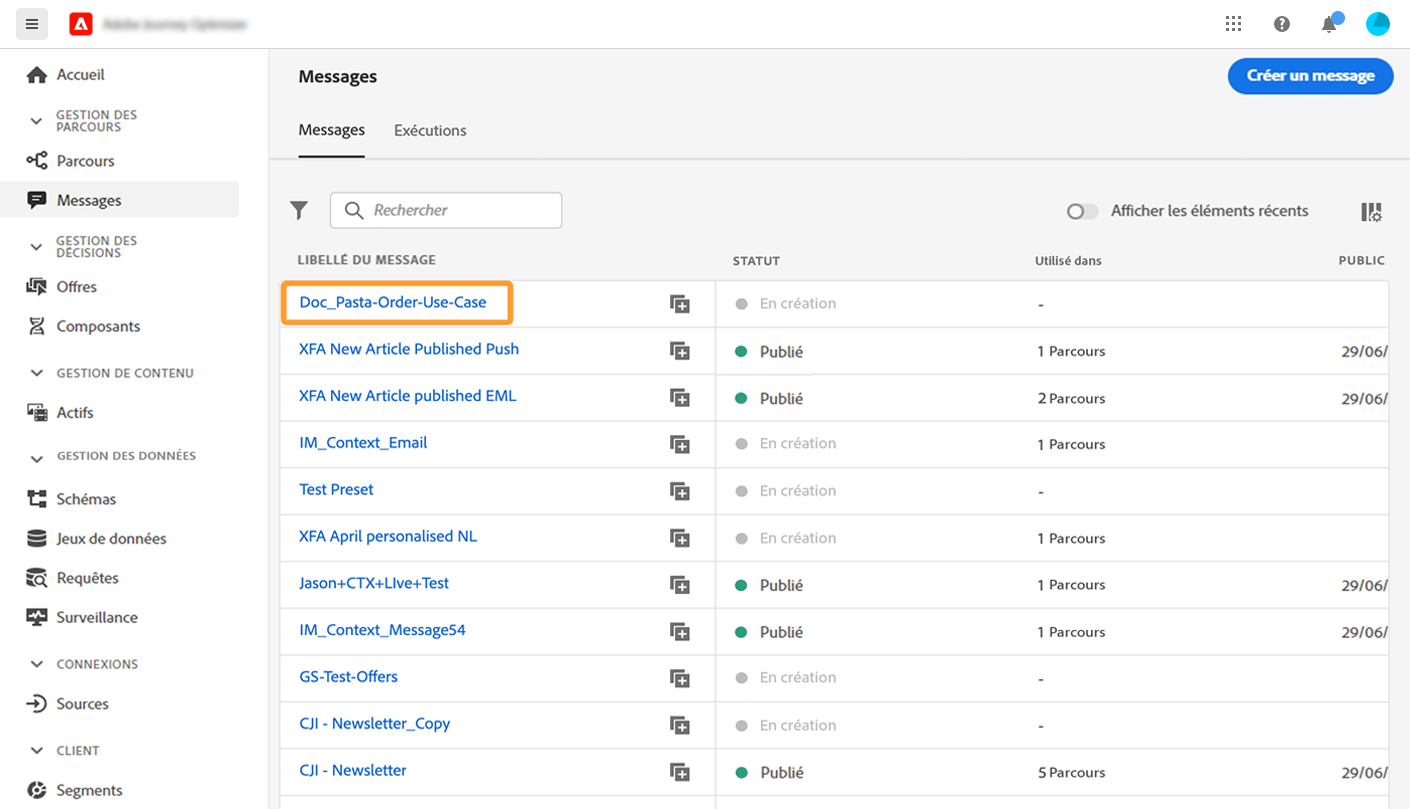 Adobe Journey Optimizer
Accueil
GESTION DES
PARCOURS
Parcours
Messages
GESTION DES
DÉCISIONS
Offres
Composants
GESTION DE CONTENU
Actifs
GESTION DES DONNÉES
Schémas
Jeux de données
Requêtes
Surveillance
CONNEXIONS
Sources
CLIENT
Segments
Messages
Créer un message
Messages Exécutions
Rechercher
Afficher les éléments récents
LIBELLÉ DU MESSAGE STATUT Utilisé dans PUBLIC
Doc_Pasta-Order-Use-Case En création -
XFA New Article Published Push Publié 1 Parcours 29/06/
XFA New Article published EML Publié 2 Parcours 29/06/
IM_Context_Email En création 1 Parcours
Test Preset En création -
XFA April personalised NL En création 1 Parcours
Jason+CTX+LIve+Test Publié 1 Parcours 29/06/
IM_Context_Message54 Publié 1 Parcours 29/06/
GS-Test-Offers En création -
CJI - Newsletter_Copy En création -
CJI - Newsletter Publié 5 Parcours 29/06/